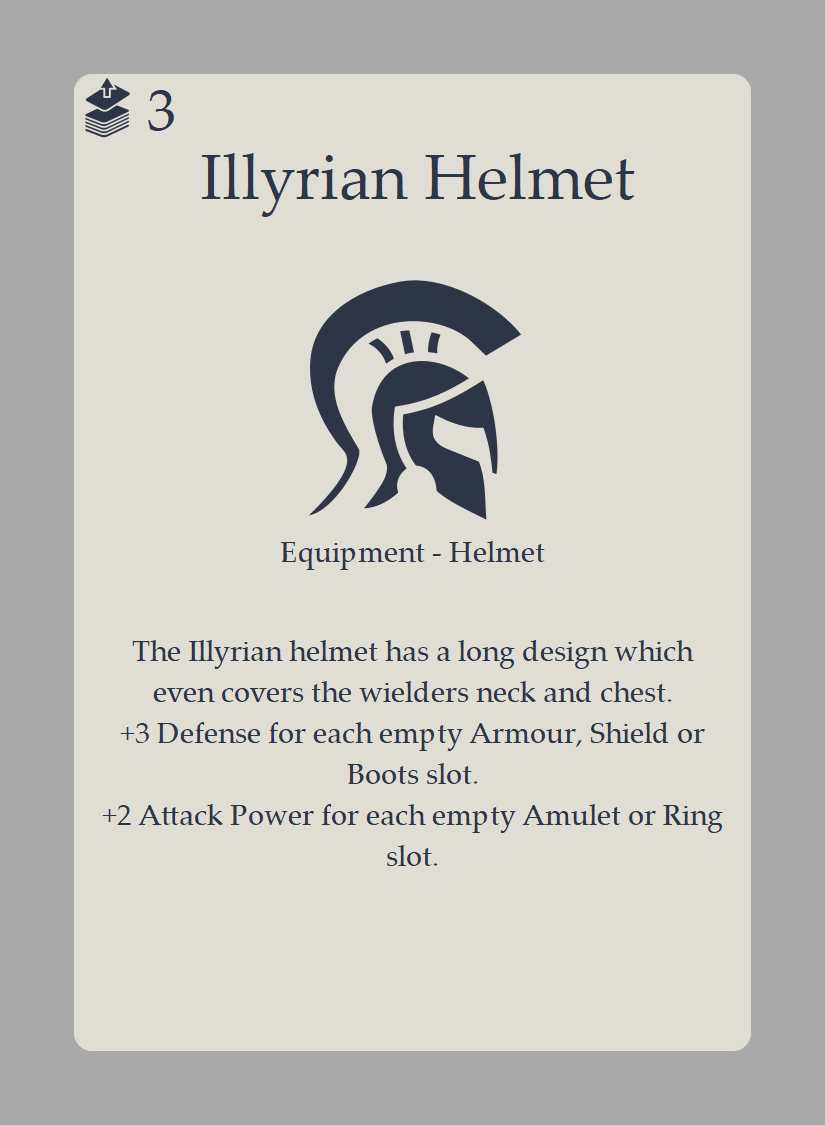 3
Illyrian Helmet
Equipment - Helmet
The Illyrian helmet has a long design which
even covers the wielders neck and chest.
+3 Defense for each empty Armour, Shield or
Boots slot.
+2 Attack Power for each empty Amulet or Ring
slot.